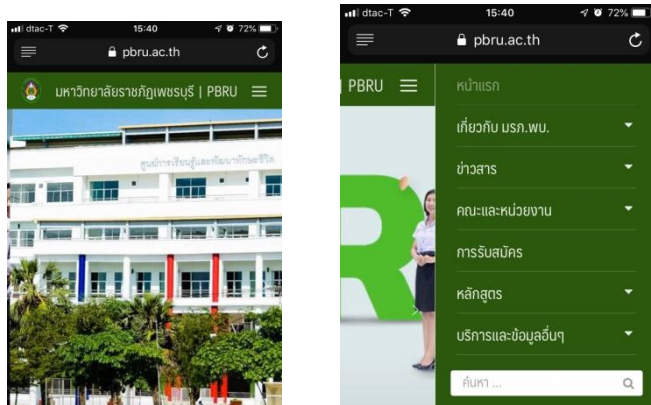 dtac-T 15:40 72%
pbru.ac.th
มหาวิทยาลัยราชภัฏเพชรบุรี | PBRU
ศูนย์การเรียนรู้และพัฒนาทักษะชีวิต
dtac-T 15:40 72%
pbru.ac.th
| PBRU
หน้าแรก
เกี่ยวกับ มรภ.พบ.
ข่าวสาร
คณะและหน่วยงาน
การรับสมัคร
หลักสูตร
บริการและข้อมูลอื่นๆ
ค้นหา ...
R